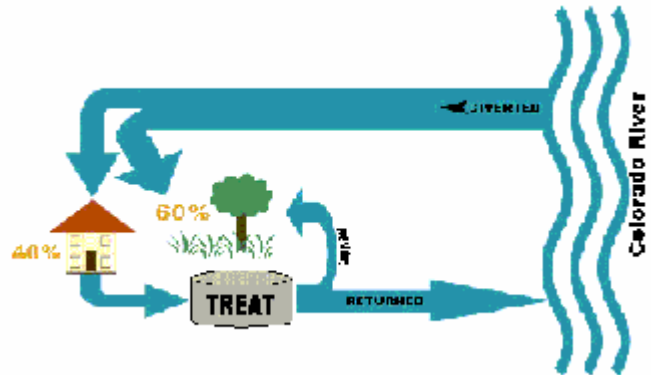 DIVERTED
Colorado River
60%
40%
TREAT
RETURNED